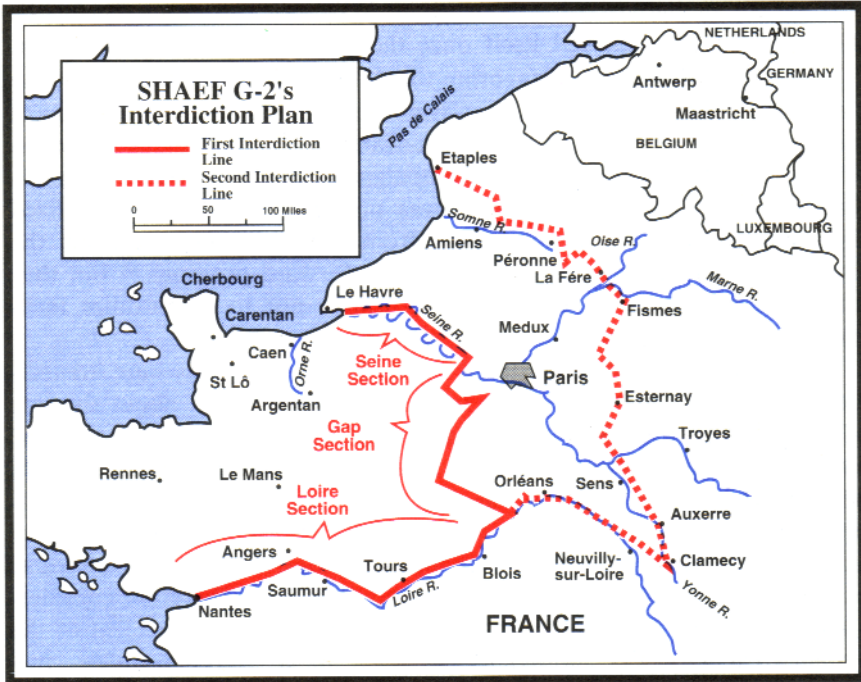 SHAEF G-2's
Interdiction Plan
First Interdiction
Line
Second Interdiction
Line
0 50 100 Miles
NETHERLANDS
Antwerp
GERMANY
Maastricht
BELGIUM
LUXEMBOURG
Pas de Calais
Etaples
Somne R.
Amiens
Péronne
Oise R.
La Fére
Marne R.
Fismes
Cherbourg
Le Havre
Carentan
Seine R.
Medux
Caen
Orne R.
Seine
Section
St Lô
Paris
Argentan
Esternay
Gap
Section
Troyes
Rennes
Le Mans
Orléans
Sens
Loire
Section
Auxerre
Angers
Tours
Blois
Neuvilly-
sur-Loire
Clamecy
Saumur
Loire R.
Yonne R.
Nantes
FRANCE